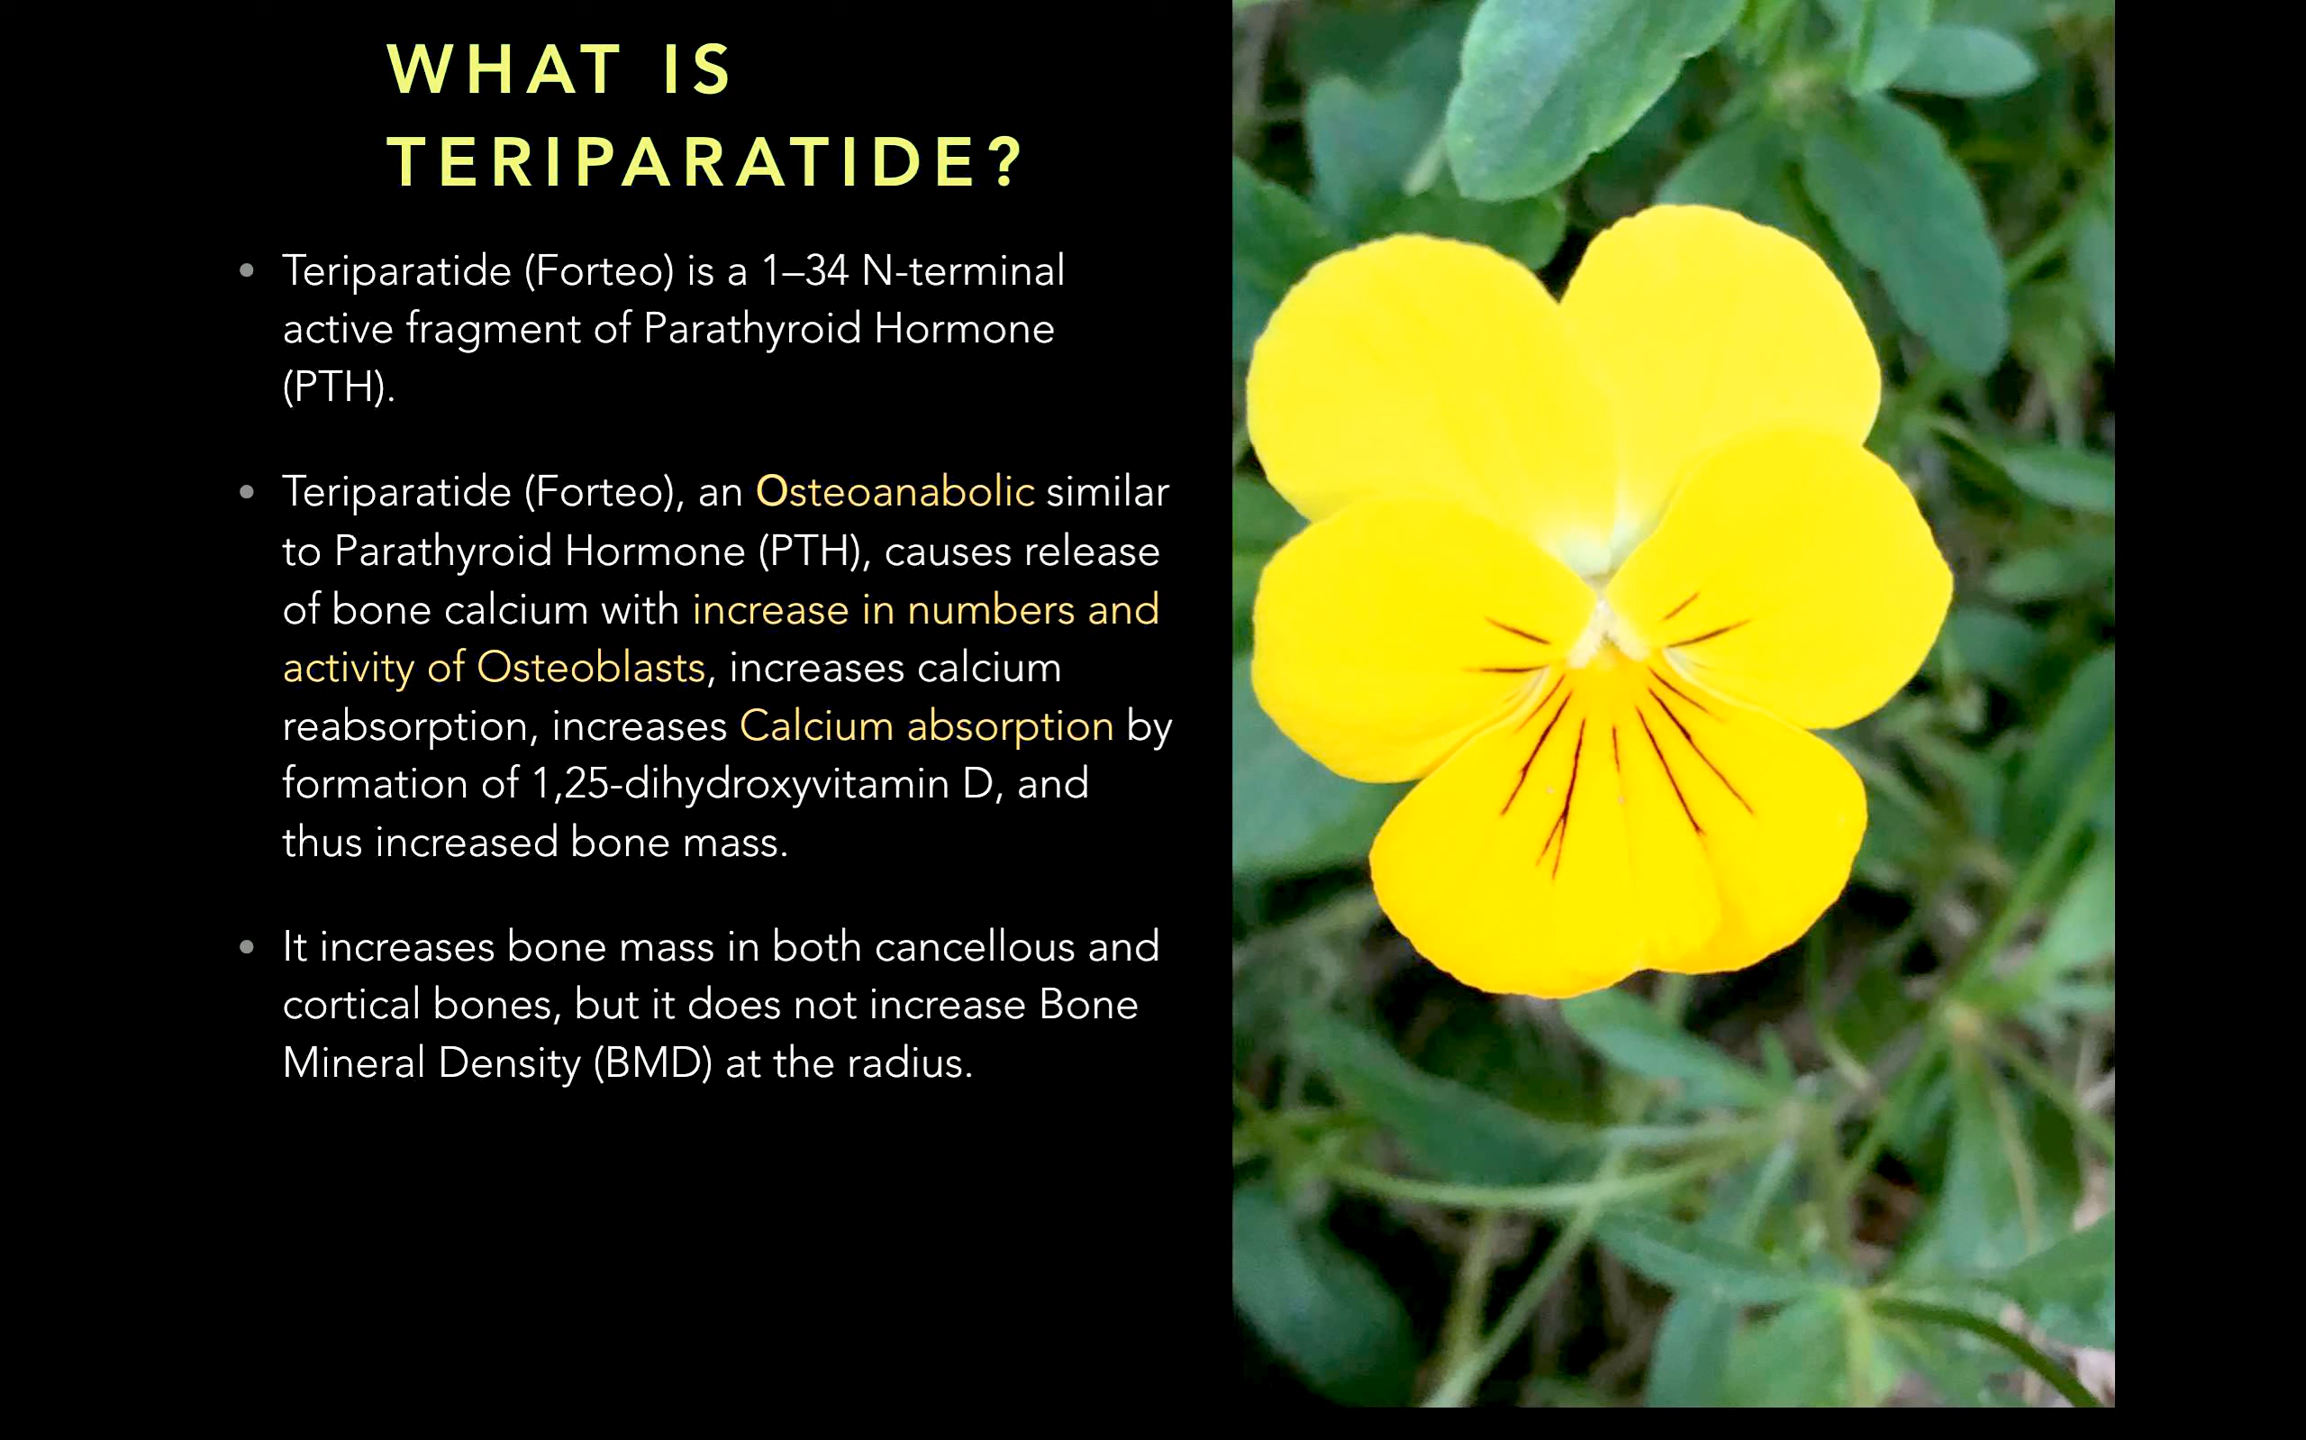 WHAT IS
TERIPARATIDE?
• Teriparatide (Forteo) is a 1–34 N-terminal
active fragment of Parathyroid Hormone
(PTH).
• Teriparatide (Forteo), an Osteoanabolic similar
to Parathyroid Hormone (PTH), causes release
of bone calcium with increase in numbers and
activity of Osteoblasts, increases calcium
reabsorption, increases Calcium absorption by
formation of 1,25-dihydroxyvitamin D, and
thus increased bone mass.
• It increases bone mass in both cancellous and
cortical bones, but it does not increase Bone
Mineral Density (BMD) at the radius.